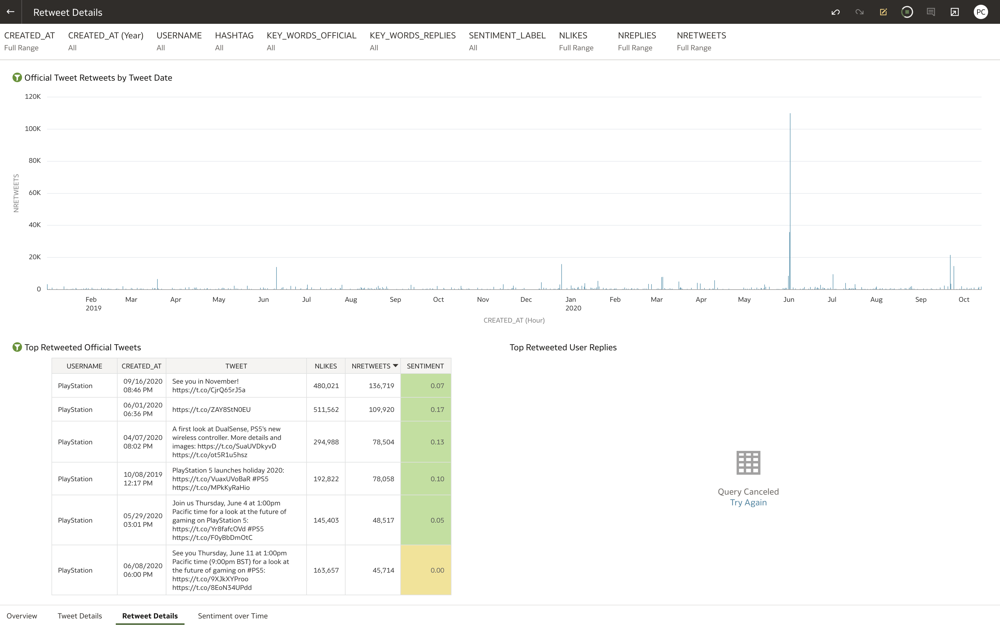 Retweet Details
PC
CREATED_AT CREATED_AT (Year) USERNAME HASHTAG KEY_WORDS_OFFICIAL KEY_WORDS_REPLIES SENTIMENT_LABEL NLIKES NREPLIES NRETWEETS
Full Range All All All All All All Full Range Full Range Full Range
Official Tweet Retweets by Tweet Date
120K
100K
80K
60K
40K
20K
0
NRETWEETS
Feb Mar Apr May Jun Jul Aug Sep Oct Nov Dec Jan Feb Mar Apr May Jun Jul Aug Sep Oct
2019 2020
CREATED_AT (Hour)
Top Retweeted Official Tweets
USERNAME CREATED_AT TWEET NLIKES NRETWEETS SENTIMENT
PlayStation
09/16/2020
08:46 PM
See you in November!
https://t.co/CjrQ65rJ5a
480,021 136,719 0.07
PlayStation
06/01/2020
06:36 PM
https://t.co/ZAY8StN0EU
511,562 109,920 0.17
PlayStation
04/07/2020
08:02 PM
A first look at DualSense, PS5’s new
wireless controller. More details and
images: https://t.co/SuaUVDkyvD
https://t.co/ot5R1u5hsz
294,988 78,504 0.13
PlayStation
10/08/2019
12:17 PM
PlayStation 5 launches holiday 2020:
https://t.co/VuaxUVoBaR #PS5
https://t.co/MPkKyRaHio
192,822 78,058 0.10
PlayStation
05/29/2020
03:01 PM
Join us Thursday, June 4 at 1:00pm
Pacific time for a look at the future of
gaming on PlayStation 5:
https://t.co/Yr8fafcOVd #PS5
https://t.co/F0yBbDmOtC
145,403 48,517 0.05
PlayStation
06/08/2020
06:00 PM
See you Thursday, June 11 at 1:00pm
Pacific time (9:00pm BST) for a look at
the future of gaming on #PS5:
https://t.co/9XJkXYProo
https://t.co/8EoN34UPdd
163,657 45,714 0.00
Top Retweeted User Replies
Query Canceled
Try Again
Overview Tweet Details Retweet Details Sentiment over Time